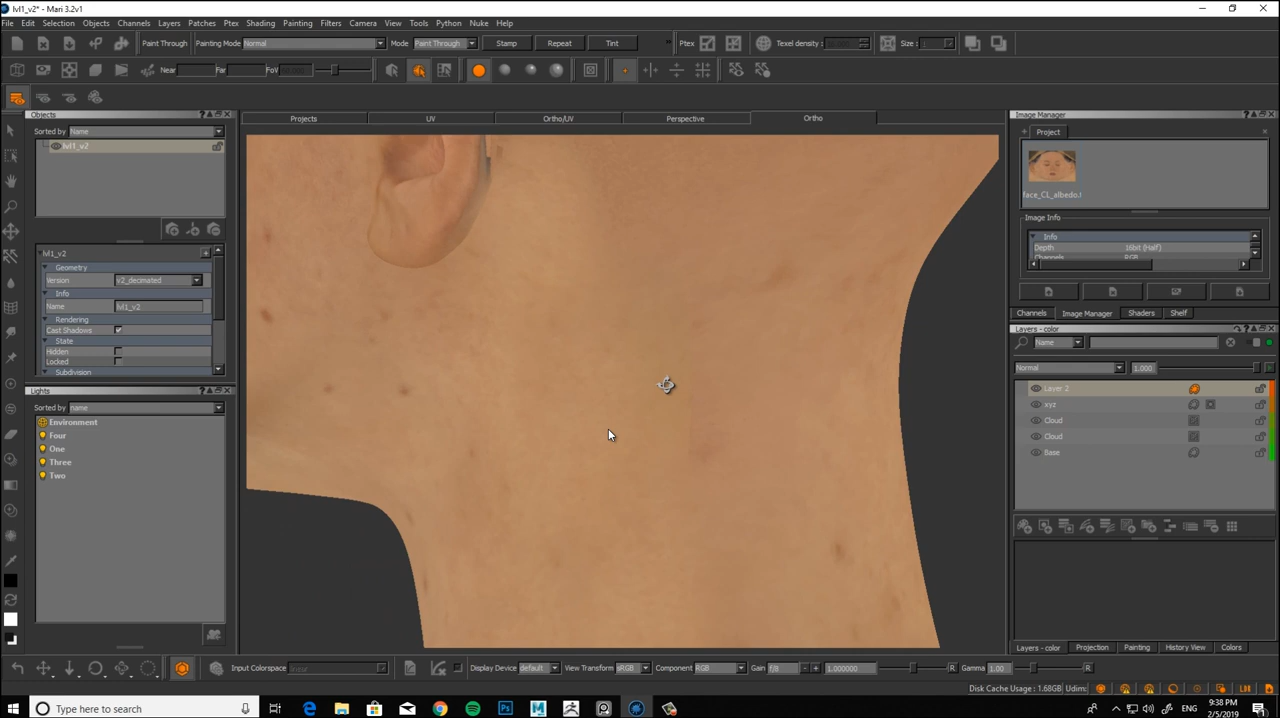 lvl1_v2* - Mari 3.2v1
File Edit Selection Objects Channels Layers Patches Ptex Shading Painting Filters Camera View Tools Python Nuke Help
Paint Through Painting Mode Normal Mode Paint Through Stamp Repeat Tint Ptex Texel density: Size:
Near Far FoV
Objects
Sorted by Name
lvl1_v2
lvl1_v2
Geometry
Version v2_decimated
Info
Name lvl1_v2
Rendering
Cast Shadows
State
Hidden
Locked
Subdivision
Lights
Sorted by name
Environment
Four
One
Three
Two
Projects UV Ortho/UV Perspective Ortho
Image Manager
Project
face_CL_albedo.t
Image Info
Info
Depth 16bit (Half)
Channels RGB
Channels Image Manager Shaders Shelf
Layers - color
Name
Normal 1.000
Layer 2
xyz
Cloud
Cloud
Base
Layers - color Projection Painting History View Colors
Input Colorspace linear Display Device default View Transform sRGB Component RGB Gain f/8 1.000000 R Gamma 1.00 R
Disk Cache Usage : 1.68GB Udim:
Type here to search
9:38 PM
2/5/2019